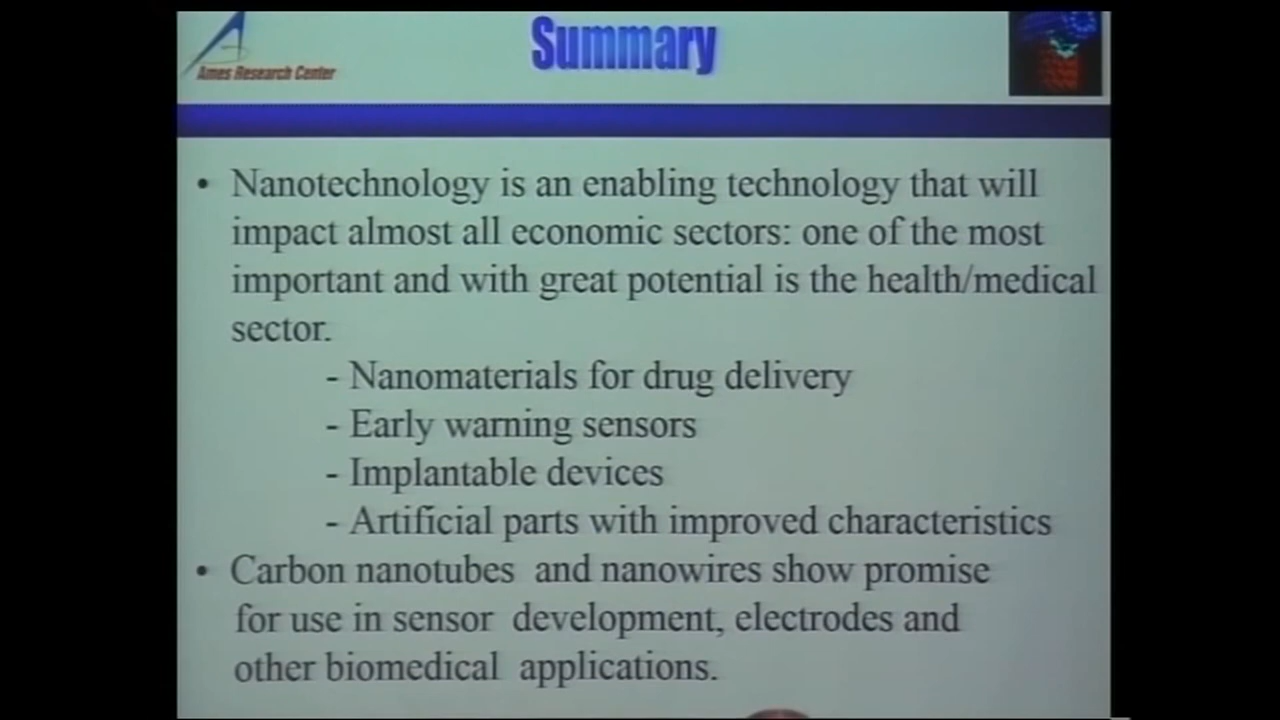 Ames Research Center
Summary
• Nanotechnology is an enabling technology that will
impact almost all economic sectors: one of the most
important and with great potential is the health/medical
sector.
- Nanomaterials for drug delivery
- Early warning sensors
- Implantable devices
- Artificial parts with improved characteristics
• Carbon nanotubes and nanowires show promise
for use in sensor development, electrodes and
other biomedical applications.